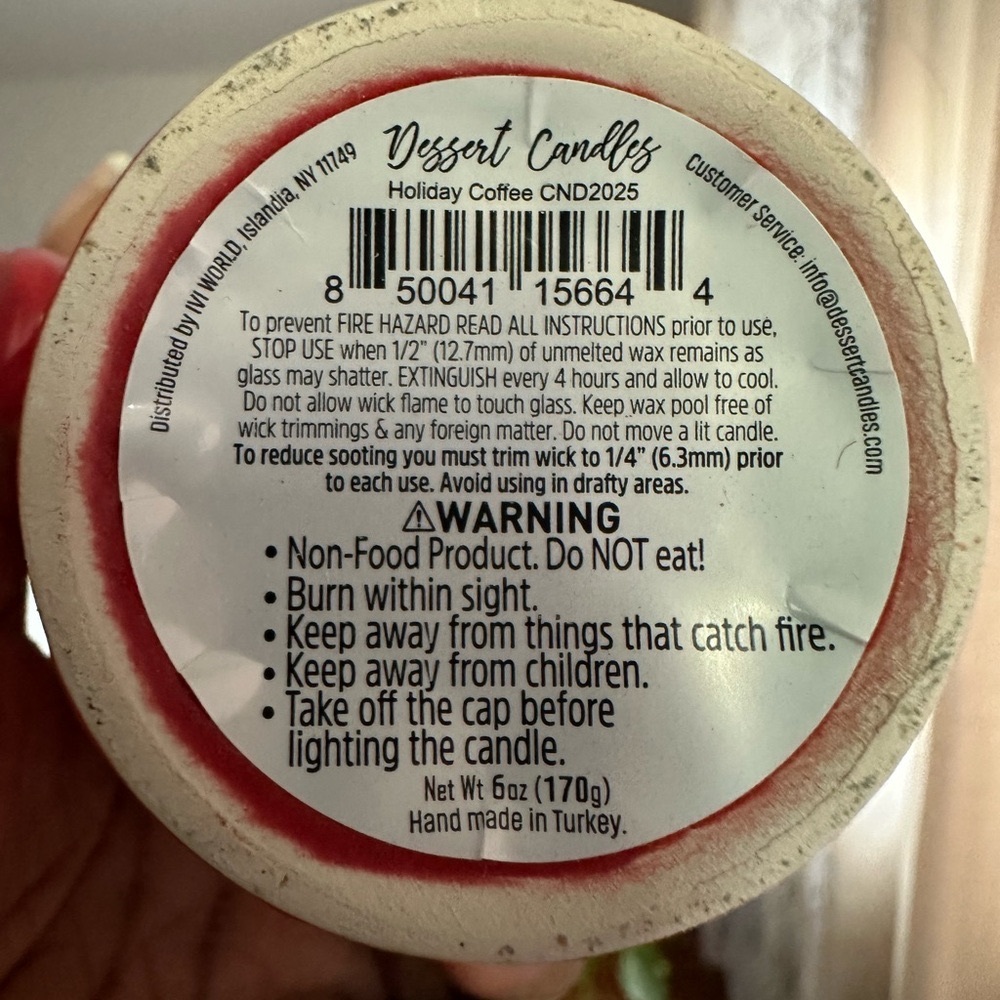 Dessert Candles
Holiday Coffee CND2025
8 50041 15664 4
Distributed by IVI WORLD, Islandia, NY 11749
Customer Service: info@dessertcandles.com
To prevent FIRE HAZARD READ ALL INSTRUCTIONS prior to use,
STOP USE when 1/2" (12.7mm) of unmelted wax remains as
glass may shatter. EXTINGUISH every 4 hours and allow to cool.
Do not allow wick flame to touch glass. Keep wax pool free of
wick trimmings & any foreign matter. Do not move a lit candle.
To reduce sooting you must trim wick to 1/4" (6.3mm) prior
to each use. Avoid using in drafty areas.
⚠WARNING
• Non-Food Product. Do NOT eat!
• Burn within sight.
• Keep away from things that catch fire.
• Keep away from children.
• Take off the cap before
lighting the candle.
Net Wt 6oz (170g)
Hand made in Turkey.